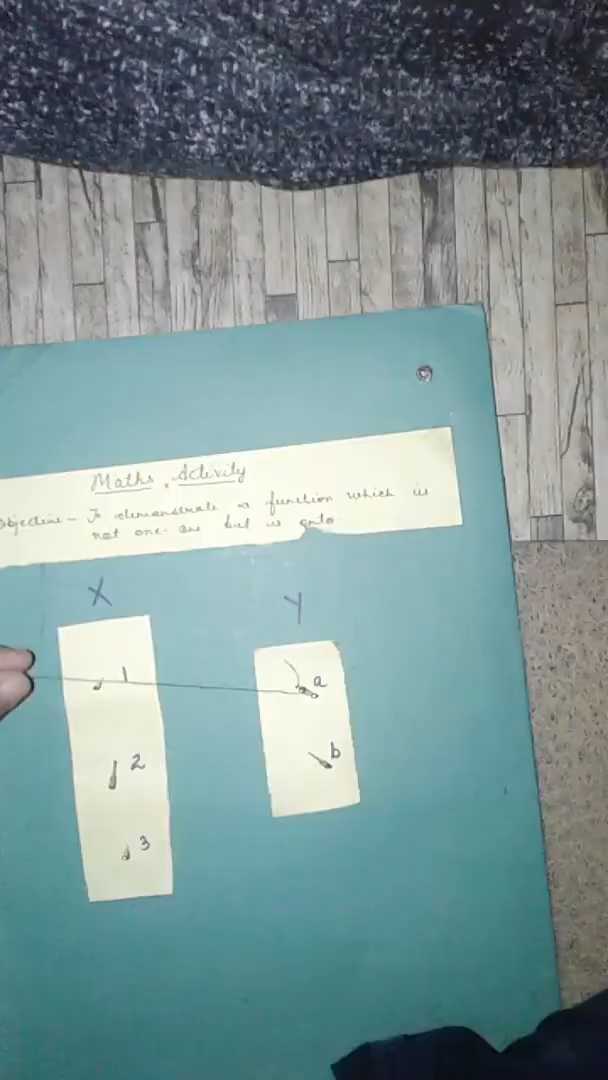 Maths Activity
Objective - To demonstrate a function which is
not one-one but is onto
X
Y
1
a
2
b
3